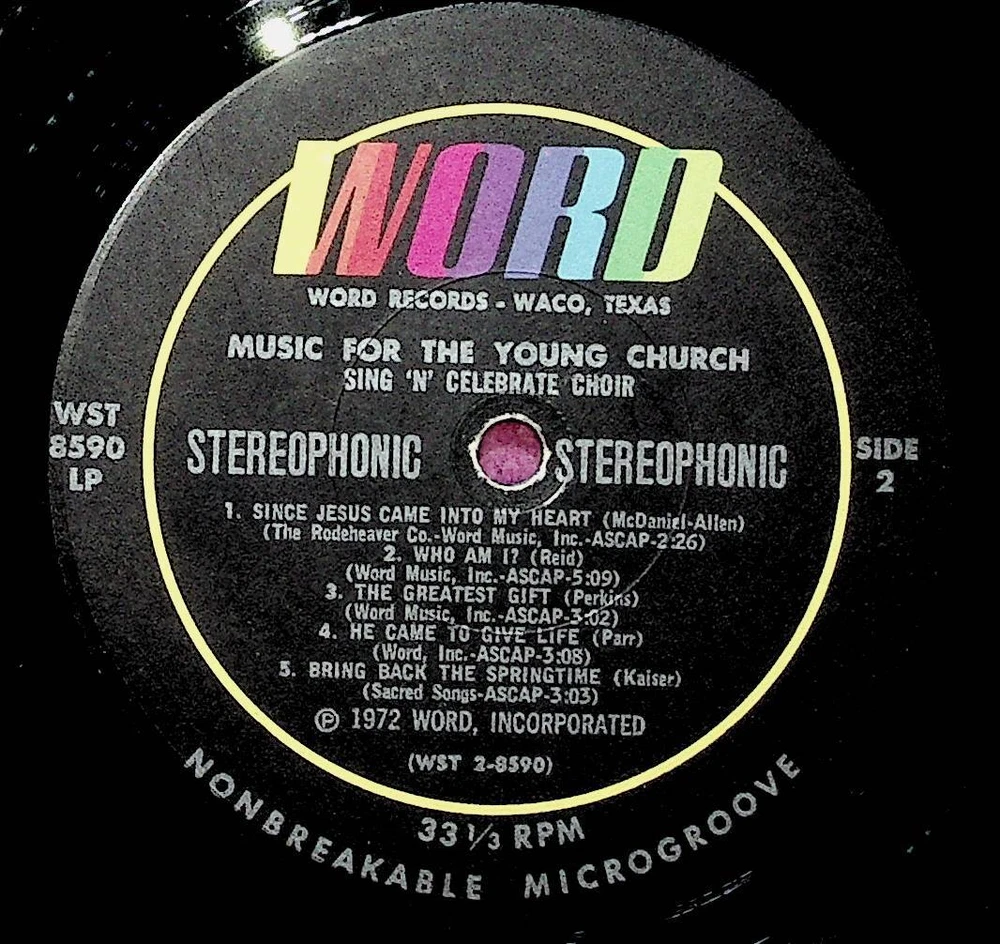 WORD
WORD RECORDS - WACO, TEXAS
MUSIC FOR THE YOUNG CHURCH
SING 'N' CELEBRATE CHOIR
WST
8590
LP
STEREOPHONIC STEREOPHONIC
SIDE
2
1. SINCE JESUS CAME INTO MY HEART (McDaniel-Allen)
(The Rodeheaver Co.-Word Music, Inc.-ASCAP-2:26)
2. WHO AM I? (Reid)
(Word Music, Inc.-ASCAP-5:09)
3. THE GREATEST GIFT (Perkins)
(Word Music, Inc.-ASCAP-3:02)
4. HE CAME TO GIVE LIFE (Parr)
(Word, Inc.-ASCAP-3:08)
5. BRING BACK THE SPRINGTIME (Kaiser)
(Sacred Songs-ASCAP-3:03)
℗ 1972 WORD, INCORPORATED
(WST 2-8590)
33 1/3 RPM
NONBREAKABLE MICROGROOVE